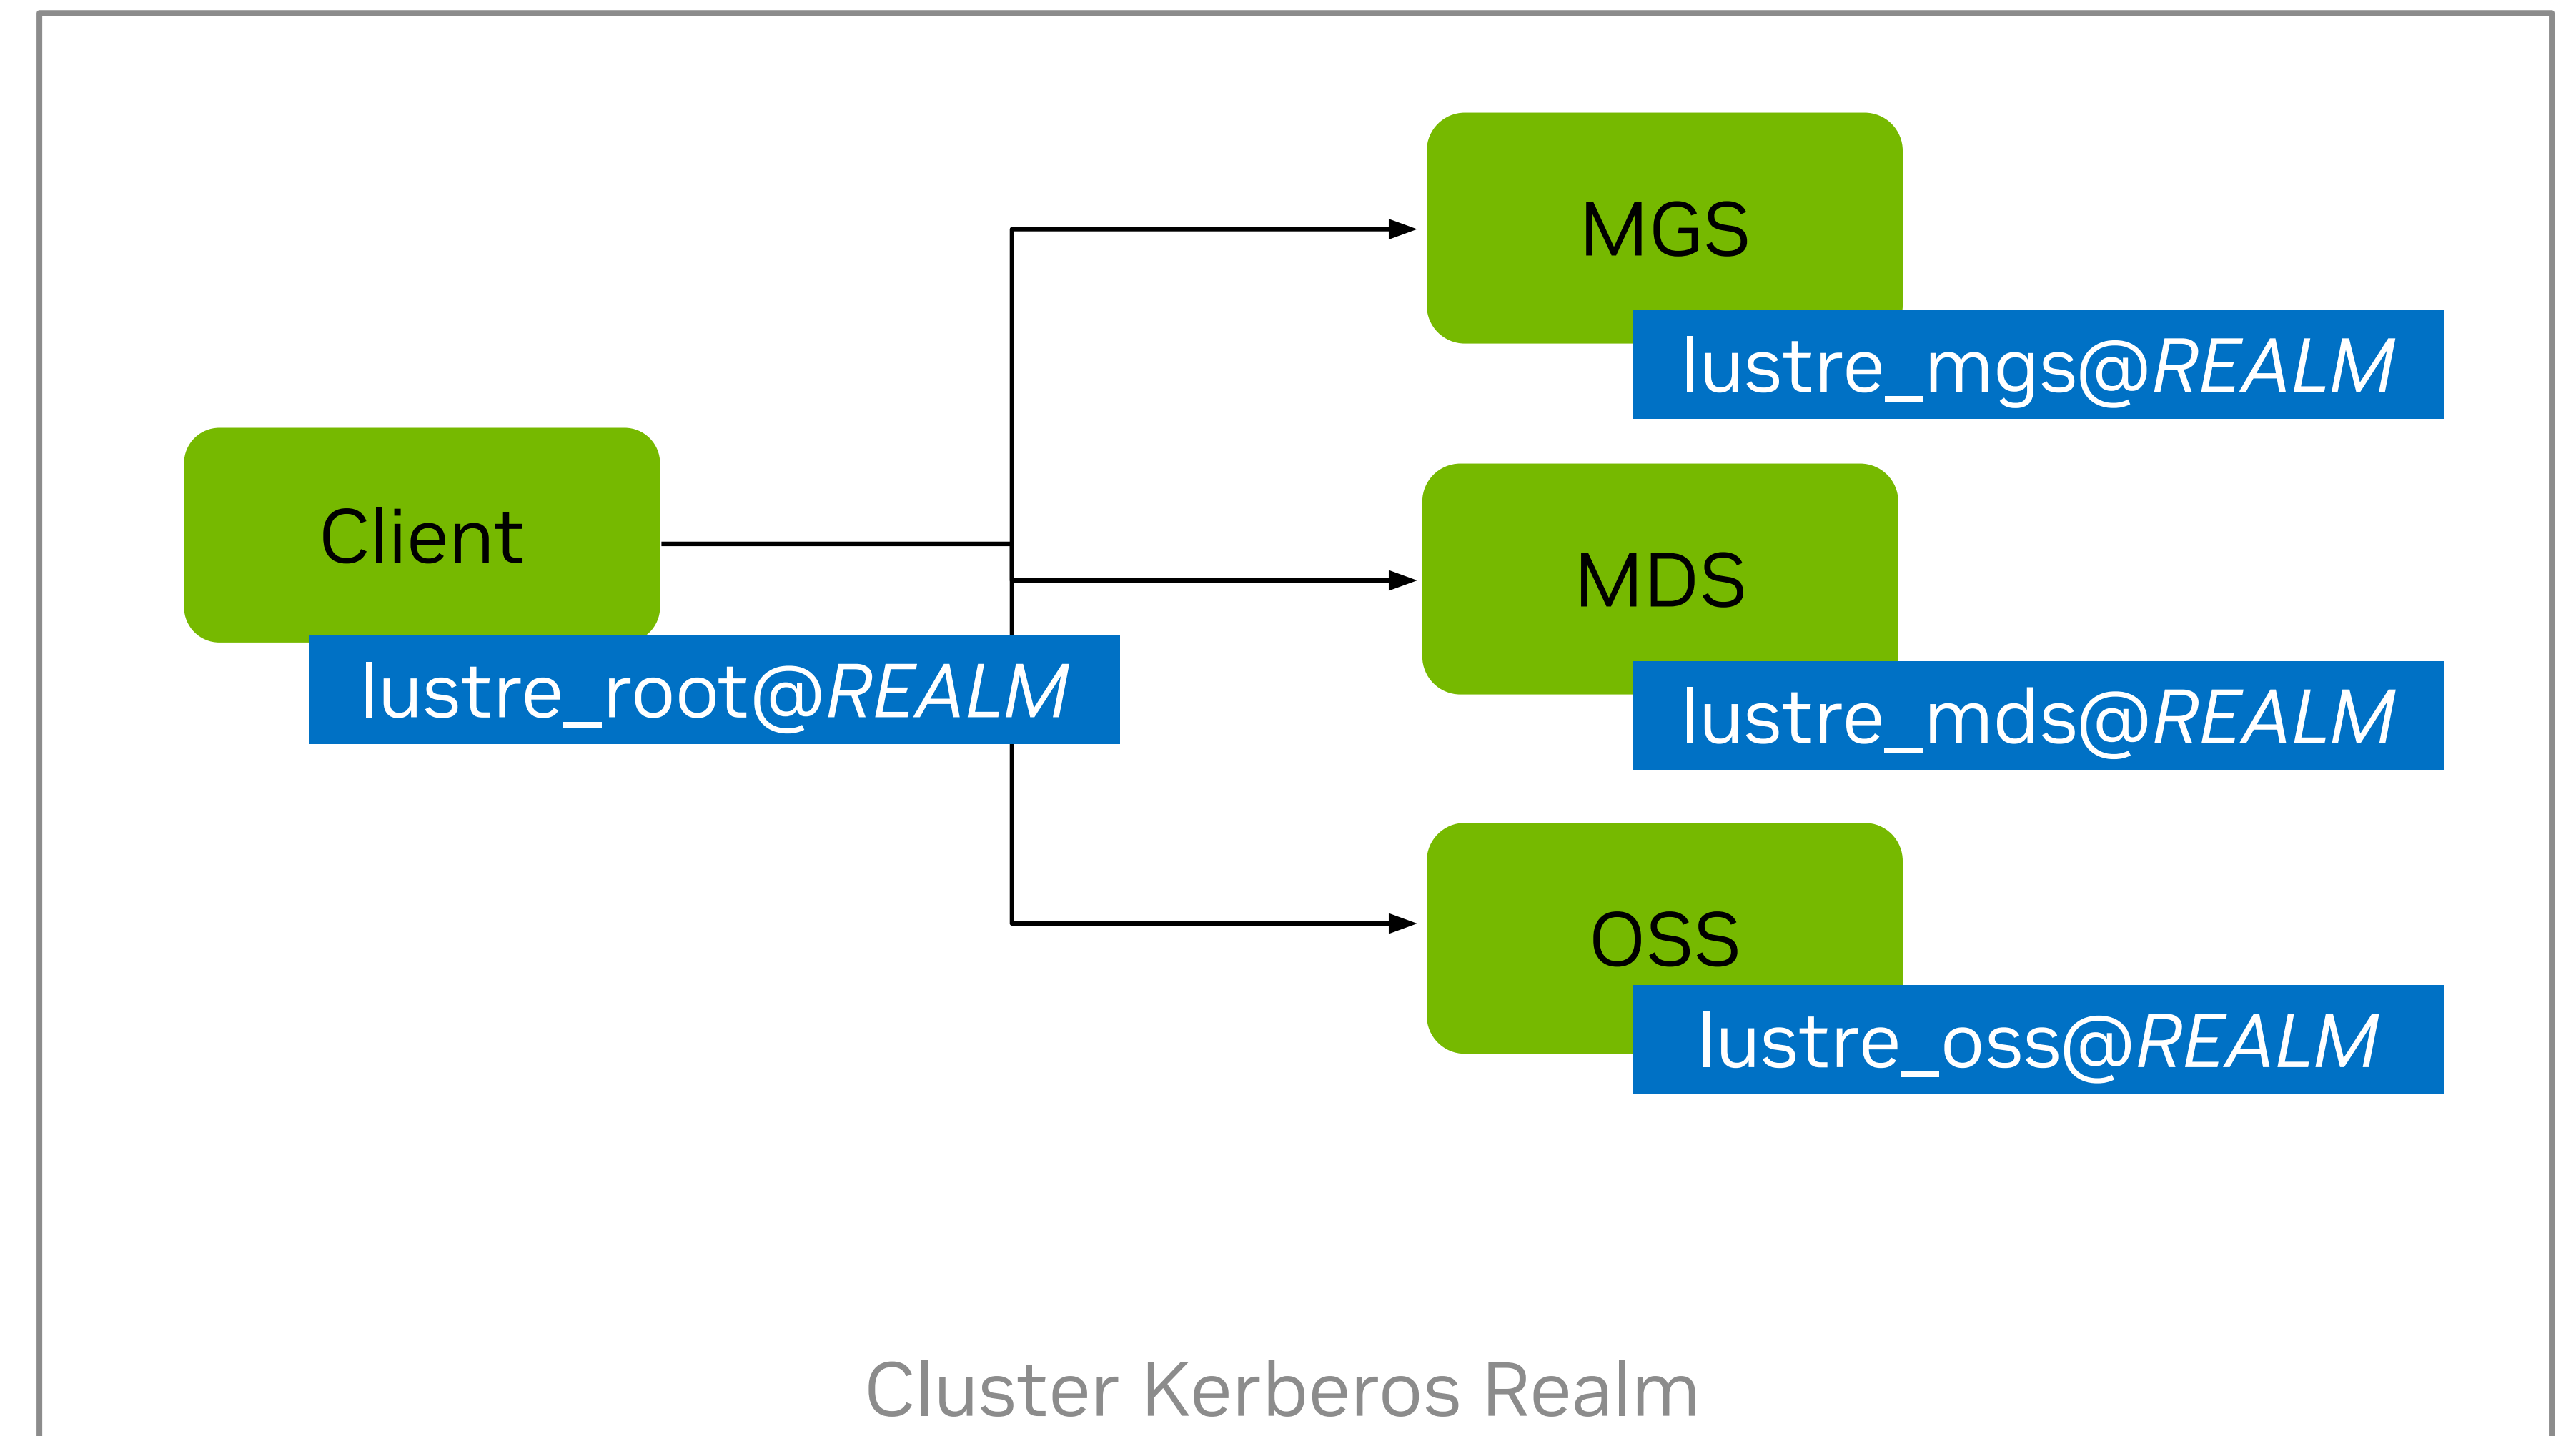 MGS
lustre_mgs@REALM
Client
lustre_root@REALM
MDS
lustre_mds@REALM
OSS
lustre_oss@REALM
Cluster Kerberos Realm